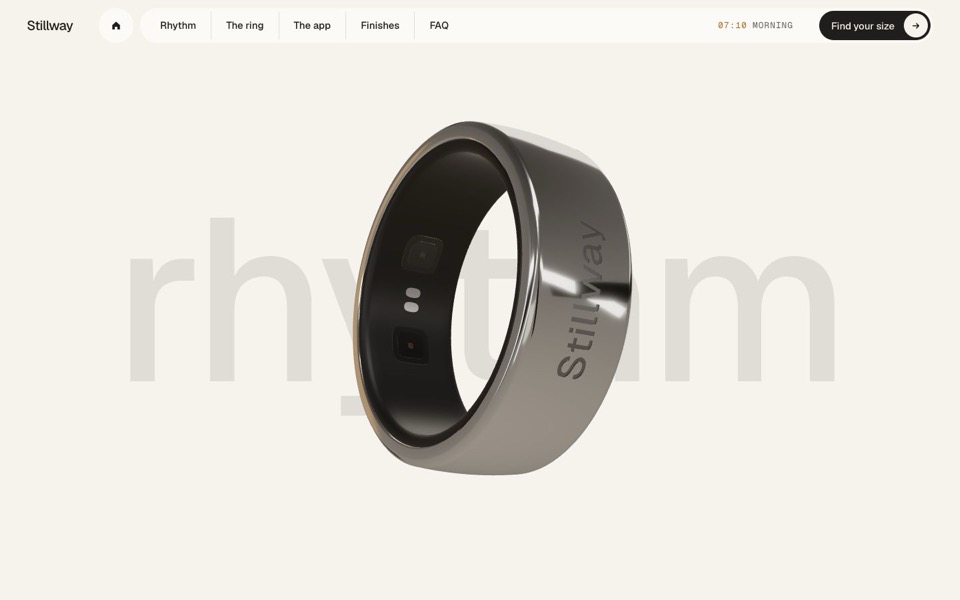 Stillway
Rhythm
The ring
The app
Finishes
FAQ
07:10 MORNING
Find your size
rhythm
Stillway